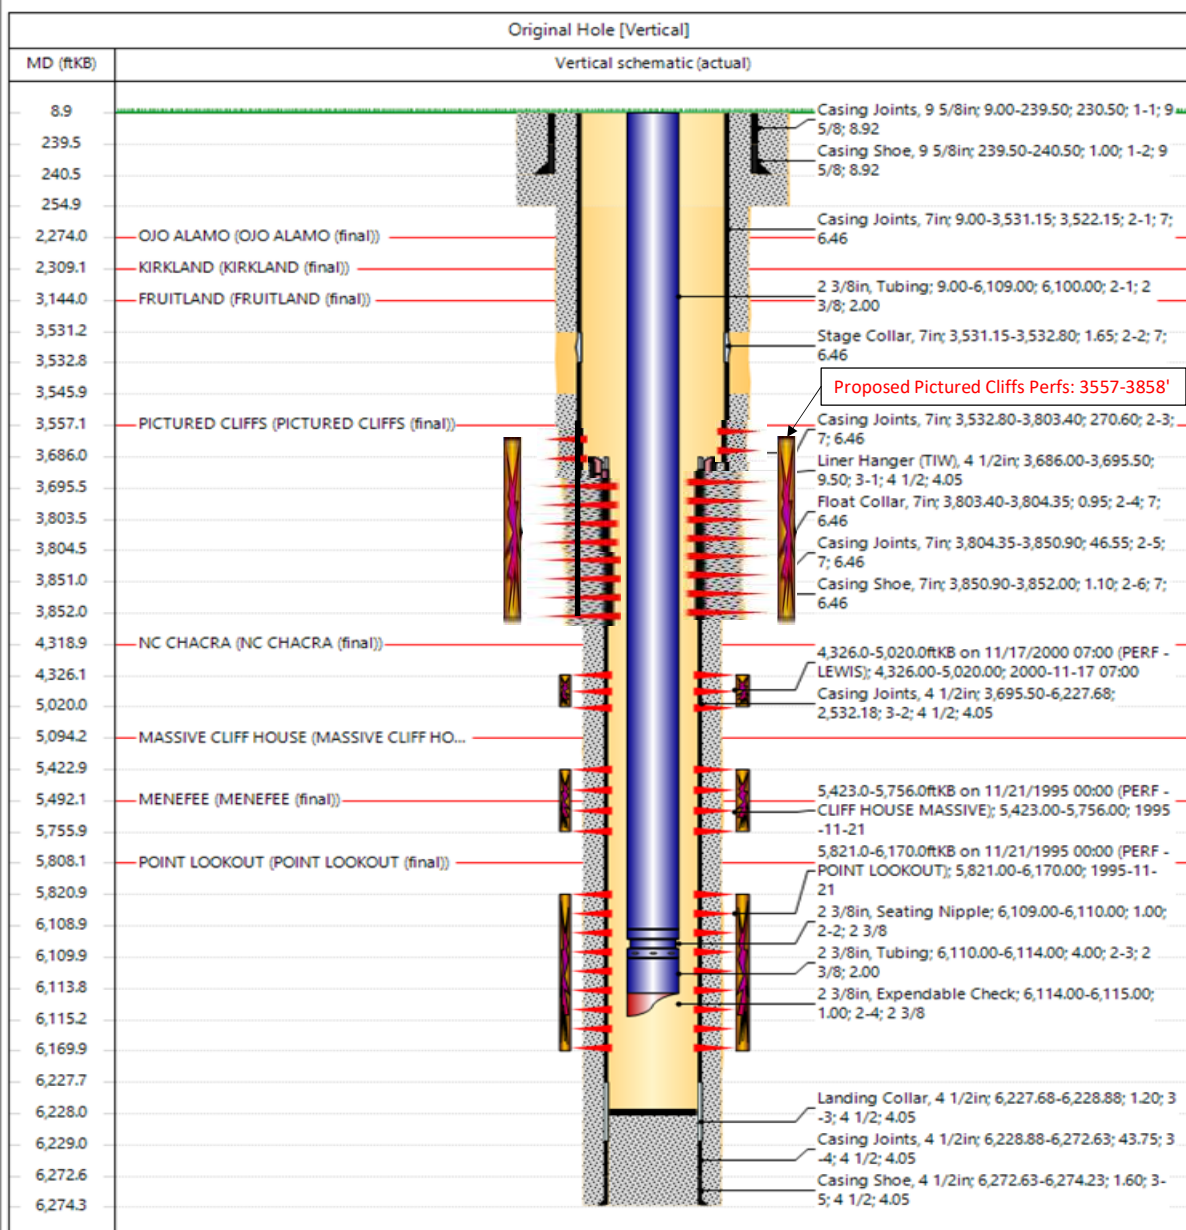 Original Hole [Vertical]
MD (ftKB)
Vertical schematic (actual)
8.9
239.5
240.5
254.9
2,274.0
2,309.1
3,144.0
3,531.2
3,532.8
3,545.9
3,557.1
3,686.0
3,695.5
3,803.5
3,804.5
3,851.0
3,852.0
4,318.9
4,326.1
5,020.0
5,094.2
5,422.9
5,492.1
5,755.9
5,808.1
5,820.9
6,108.9
6,109.9
6,113.8
6,115.2
6,169.9
6,227.7
6,228.0
6,229.0
6,272.6
6,274.3
OJO ALAMO (OJO ALAMO (final))
KIRKLAND (KIRKLAND (final))
FRUITLAND (FRUITLAND (final))
PICTURED CLIFFS (PICTURED CLIFFS (final))
NC CHACRA (NC CHACRA (final))
MASSIVE CLIFF HOUSE (MASSIVE CLIFF HO...
MENEFEE (MENEFEE (final))
POINT LOOKOUT (POINT LOOKOUT (final))
Casing Joints, 9 5/8in; 9.00-239.50; 230.50; 1-1; 9
5/8; 8.92
Casing Shoe, 9 5/8in; 239.50-240.50; 1.00; 1-2; 9
5/8; 8.92
Casing Joints, 7in; 9.00-3,531.15; 3,522.15; 2-1; 7;
6.46
2 3/8in, Tubing; 9.00-6,109.00; 6,100.00; 2-1; 2
3/8; 2.00
Stage Collar, 7in; 3,531.15-3,532.80; 1.65; 2-2; 7;
6.46
Proposed Pictured Cliffs Perfs: 3557-3858'
Casing Joints, 7in; 3,532.80-3,803.40; 270.60; 2-3;
7; 6.46
Liner Hanger (TIW), 4 1/2in; 3,686.00-3,695.50;
9.50; 3-1; 4 1/2; 4.05
Float Collar, 7in; 3,803.40-3,804.35; 0.95; 2-4; 7;
6.46
Casing Joints, 7in; 3,804.35-3,850.90; 46.55; 2-5;
7; 6.46
Casing Shoe, 7in; 3,850.90-3,852.00; 1.10; 2-6; 7;
6.46
4,326.0-5,020.0ftKB on 11/17/2000 07:00 (PERF -
LEWIS); 4,326.00-5,020.00; 2000-11-17 07:00
Casing Joints, 4 1/2in; 3,695.50-6,227.68;
2,532.18; 3-2; 4 1/2; 4.05
5,423.0-5,756.0ftKB on 11/21/1995 00:00 (PERF -
CLIFF HOUSE MASSIVE); 5,423.00-5,756.00; 1995
-11-21
5,821.0-6,170.0ftKB on 11/21/1995 00:00 (PERF -
POINT LOOKOUT); 5,821.00-6,170.00; 1995-11-
21
2 3/8in, Seating Nipple; 6,109.00-6,110.00; 1.00;
2-2; 2 3/8
2 3/8in, Tubing; 6,110.00-6,114.00; 4.00; 2-3; 2
3/8; 2.00
2 3/8in, Expendable Check; 6,114.00-6,115.00;
1.00; 2-4; 2 3/8
Landing Collar, 4 1/2in; 6,227.68-6,228.88; 1.20; 3
-3; 4 1/2; 4.05
Casing Joints, 4 1/2in; 6,228.88-6,272.63; 43.75; 3
-4; 4 1/2; 4.05
Casing Shoe, 4 1/2in; 6,272.63-6,274.23; 1.60; 3-
5; 4 1/2; 4.05